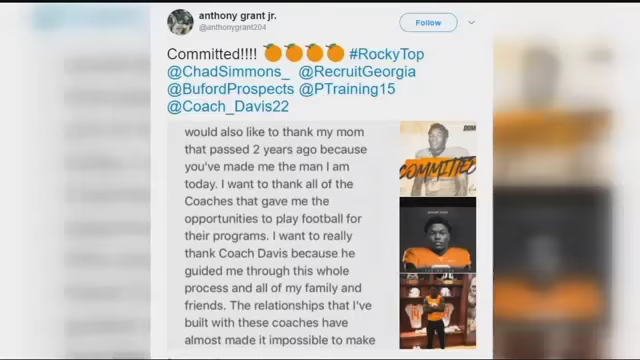 anthony grant jr.
@anthonygrant204
Follow
Committed!!!! 🍊🍊🍊🍊 #RockyTop
@ChadSimmons_ @RecruitGeorgia
@BufordProspects @PTraining15
@Coach_Davis22
would also like to thank my mom
that passed 2 years ago because
you've made me the man I am
today. I want to thank all of the
Coaches that gave me the
opportunities to play football for
their programs. I want to really
thank Coach Davis because he
guided me through this whole
process and all of my family and
friends. The relationships that I've
built with these coaches have
almost made it impossible to make
COMMITTED